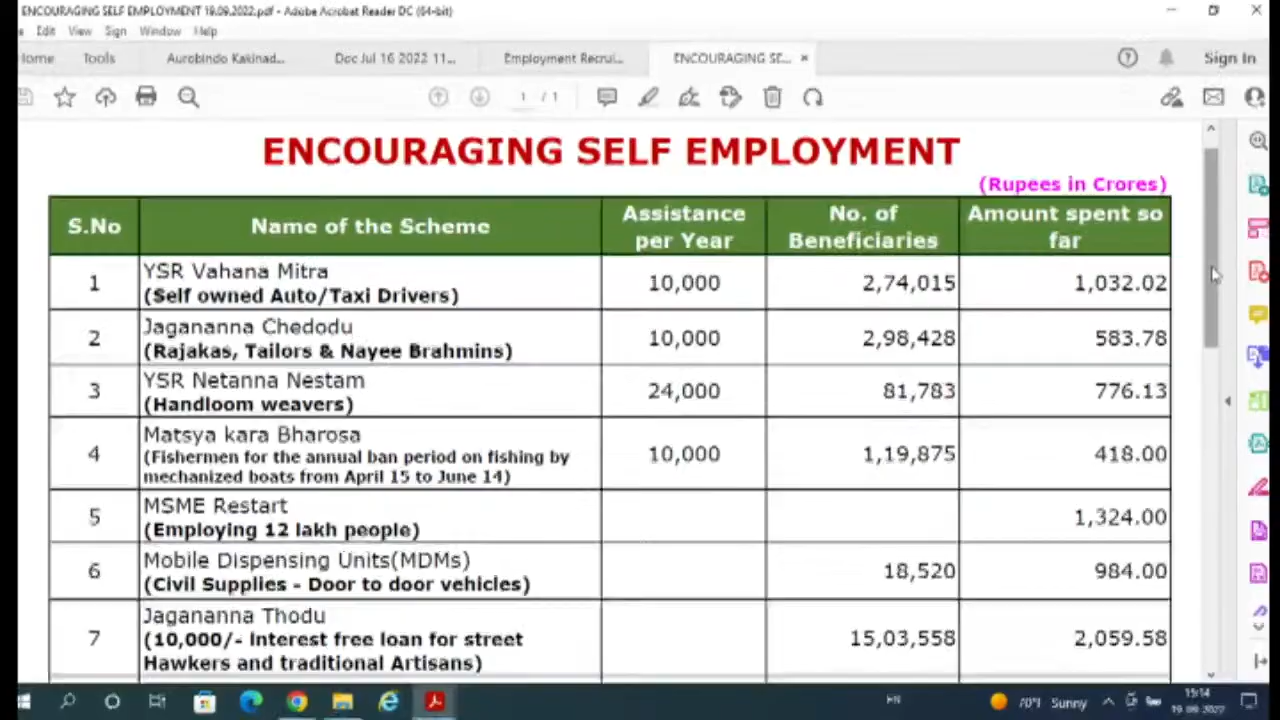 ENCOURAGING SELF EMPLOYMENT 19.09.2022.pdf - Adobe Acrobat Reader DC (64-bit)
Edit View Sign Window Help
Home Tools Aurobindo Kakinad... Doc Jul 16 2022 11... Employment Recrui... ENCOURAGING SE... × Sign In
1 / 1
ENCOURAGING SELF EMPLOYMENT
(Rupees in Crores)
S.No Name of the Scheme Assistance per Year No. of Beneficiaries Amount spent so far
1 YSR Vahana Mitra 10,000 2,74,015 1,032.02
(Self owned Auto/Taxi Drivers)
2 Jagananna Chedodu 10,000 2,98,428 583.78
(Rajakas, Tailors & Nayee Brahmins)
3 YSR Netanna Nestam 24,000 81,783 776.13
(Handloom weavers)
4 Matsya kara Bharosa 10,000 1,19,875 418.00
(Fishermen for the annual ban period on fishing by
mechanized boats from April 15 to June 14)
5 MSME Restart 1,324.00
(Employing 12 lakh people)
6 Mobile Dispensing Units(MDMs) 18,520 984.00
(Civil Supplies - Door to door vehicles)
7 Jagananna Thodu 15,03,558 2,059.58
(10,000/- interest free loan for street
Hawkers and traditional Artisans)
70°F Sunny 15:14
19-09-2022